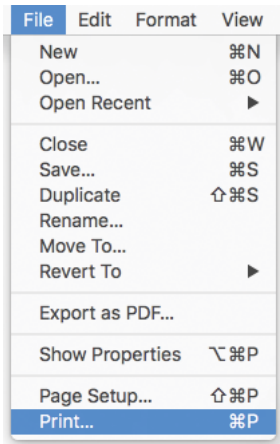 File Edit Format View
New ⌘N
Open... ⌘O
Open Recent ▶
Close ⌘W
Save... ⌘S
Duplicate ⇧⌘S
Rename...
Move To...
Revert To ▶
Export as PDF...
Show Properties ⌥⌘P
Page Setup... ⇧⌘P
Print... ⌘P